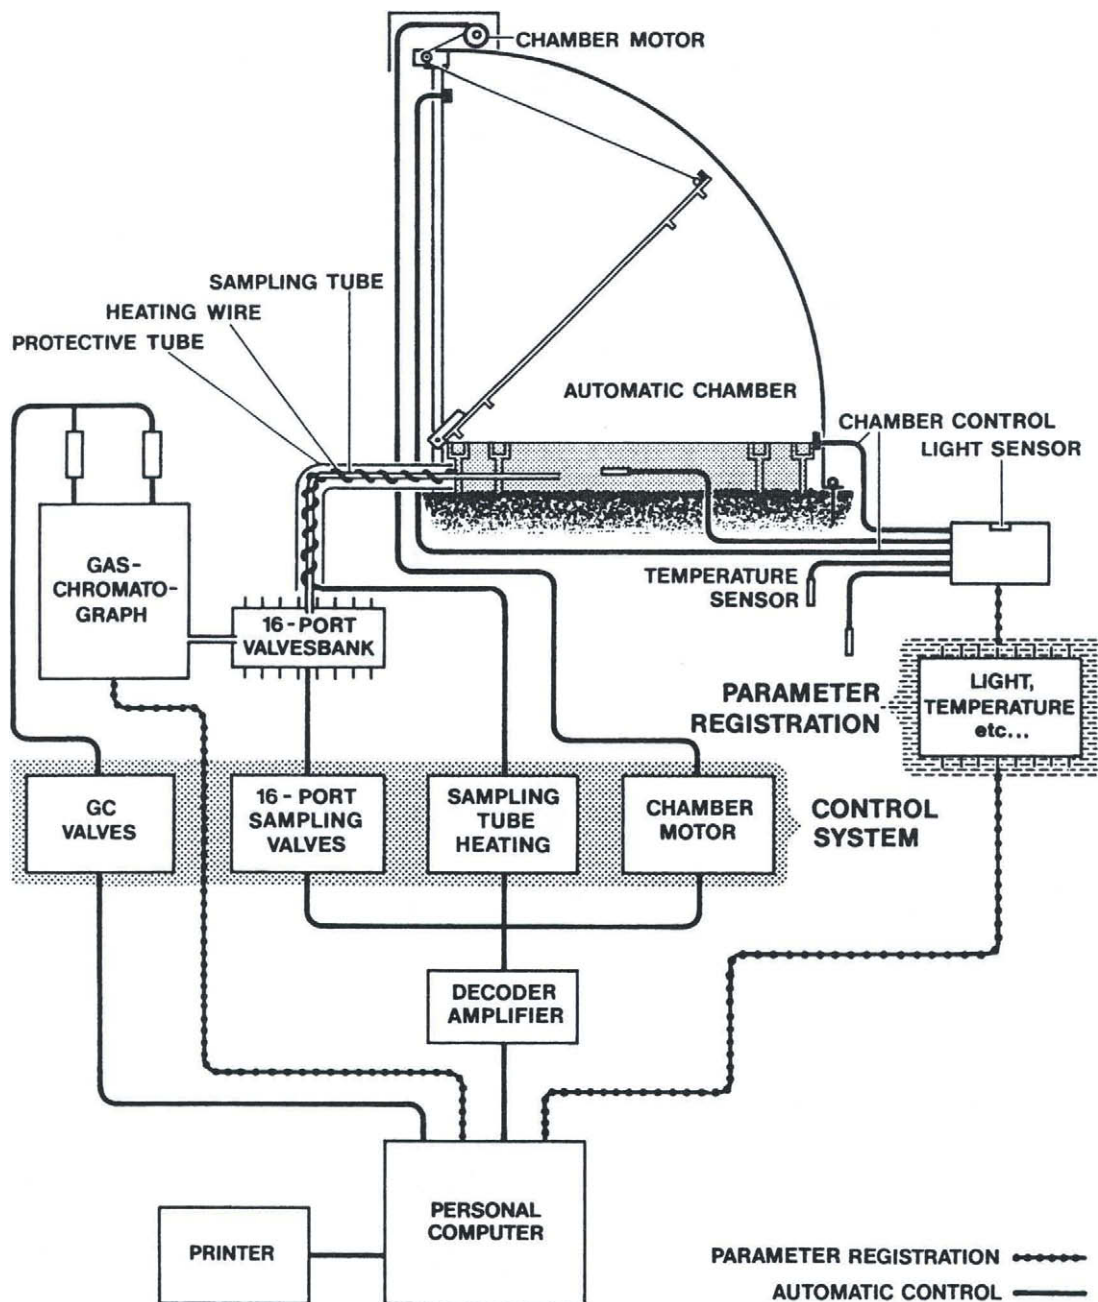 CHAMBER MOTOR
SAMPLING TUBE
HEATING WIRE
PROTECTIVE TUBE
AUTOMATIC CHAMBER
CHAMBER CONTROL
LIGHT SENSOR
GAS-
CHROMATO-
GRAPH
16-PORT
VALVESBANK
TEMPERATURE
SENSOR
PARAMETER
REGISTRATION
LIGHT,
TEMPERATURE
etc...
GC
VALVES
16-PORT
SAMPLING
VALVES
SAMPLING
TUBE
HEATING
CHAMBER
MOTOR
CONTROL
SYSTEM
DECODER
AMPLIFIER
PERSONAL
COMPUTER
PRINTER
PARAMETER REGISTRATION
AUTOMATIC CONTROL